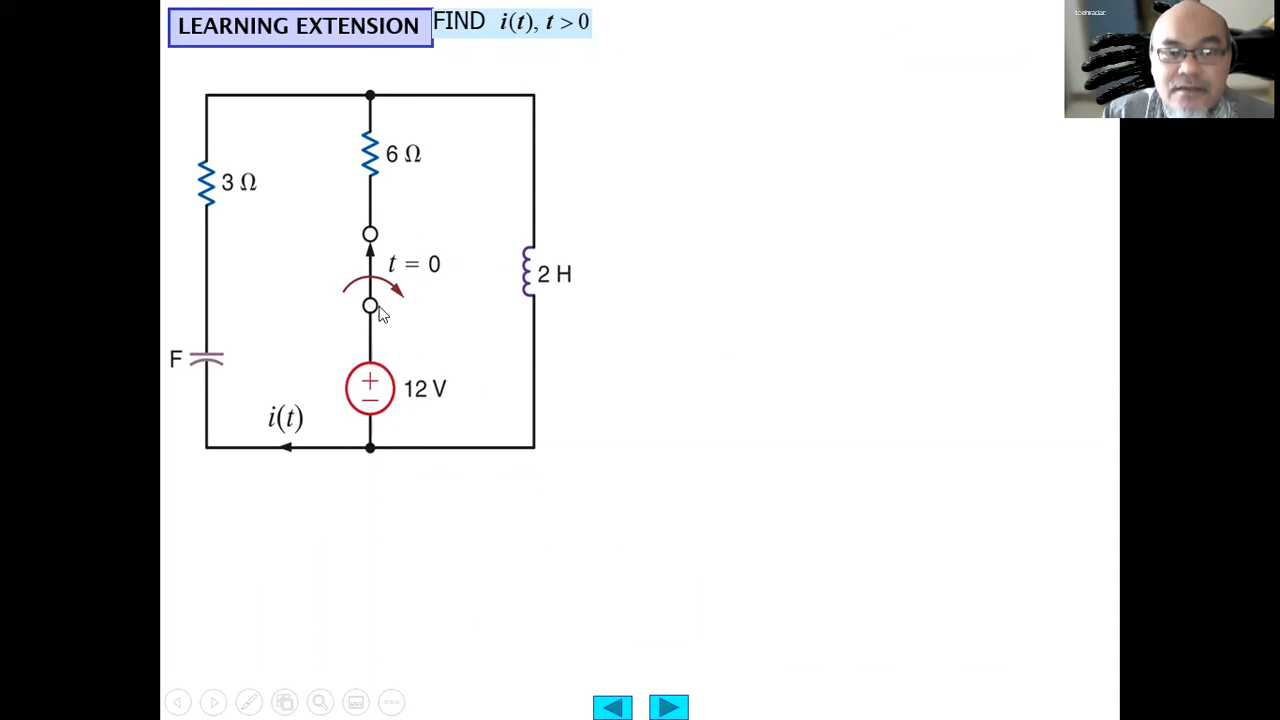 LEARNING EXTENSION
FIND i(t), t > 0
6 Ω
3 Ω
t = 0
2 H
F
+
−
12 V
i(t)